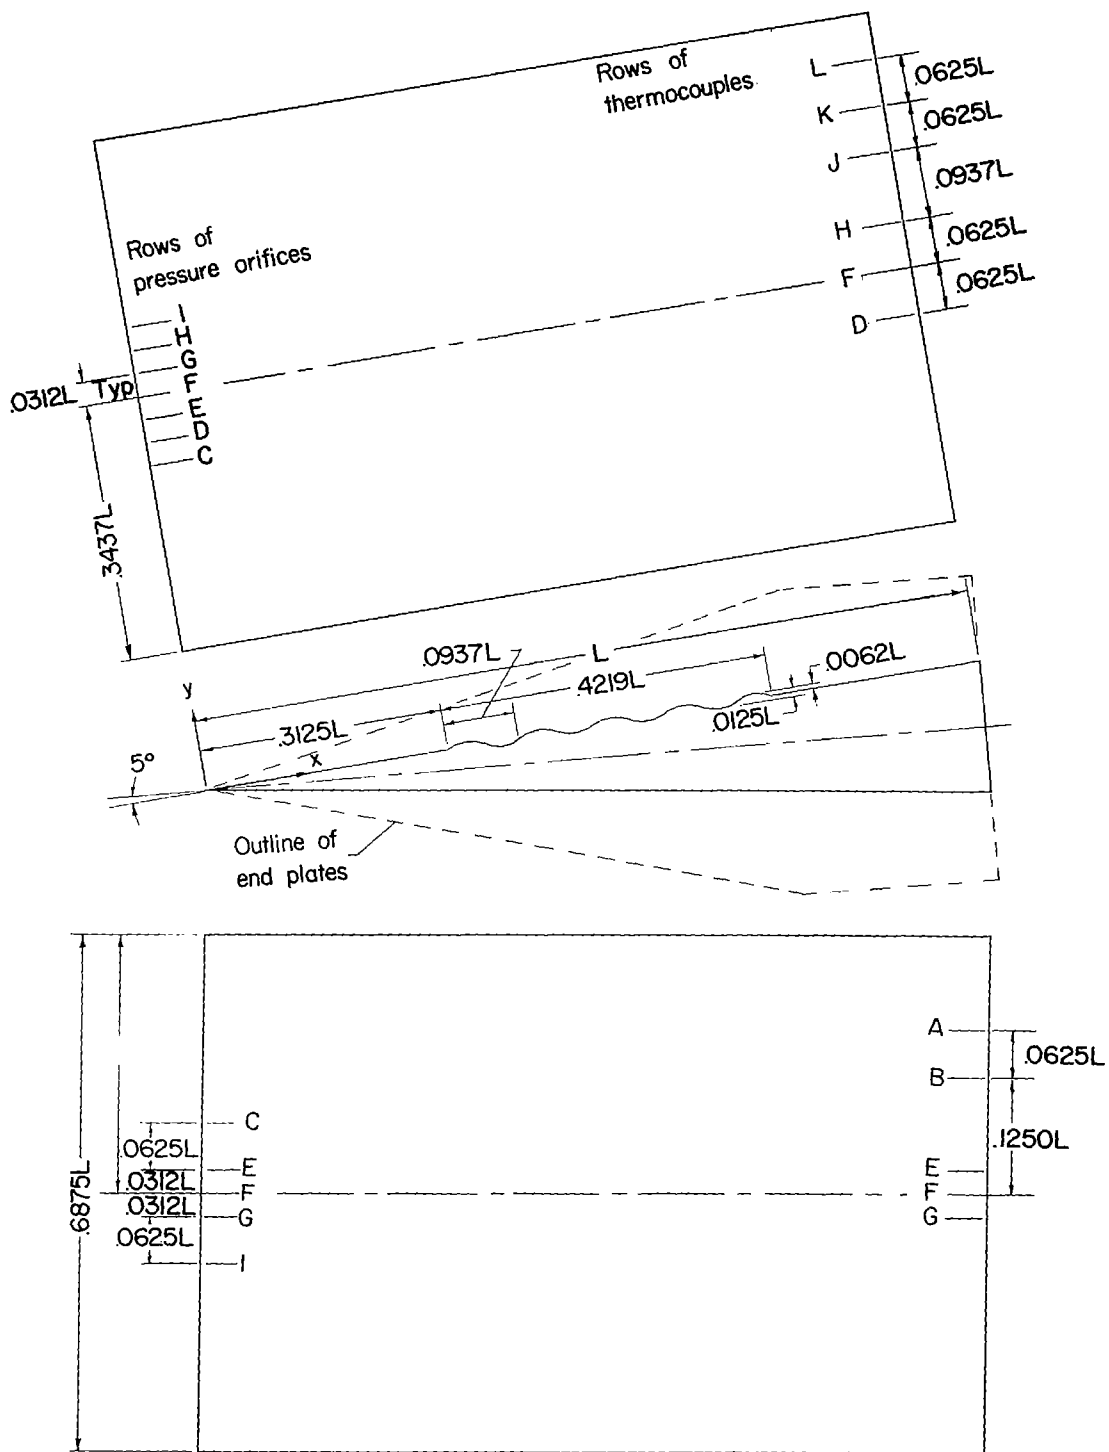 Rows of
thermocouples
L
.0625L
K
.0625L
J
.0937L
H
.0625L
F
.0625L
D
Rows of
pressure orifices
I
H
G
.0312L Typ
F
E
D
C
.3437L
.0937L
L
.0062L
y
.4219L
.3125L
.0125L
x
5°
Outline of
end plates
A
.0625L
B
C
.0625L
.1250L
E
E
.0312L
F
F
.0312L
G
G
.0625L
I
.6875L